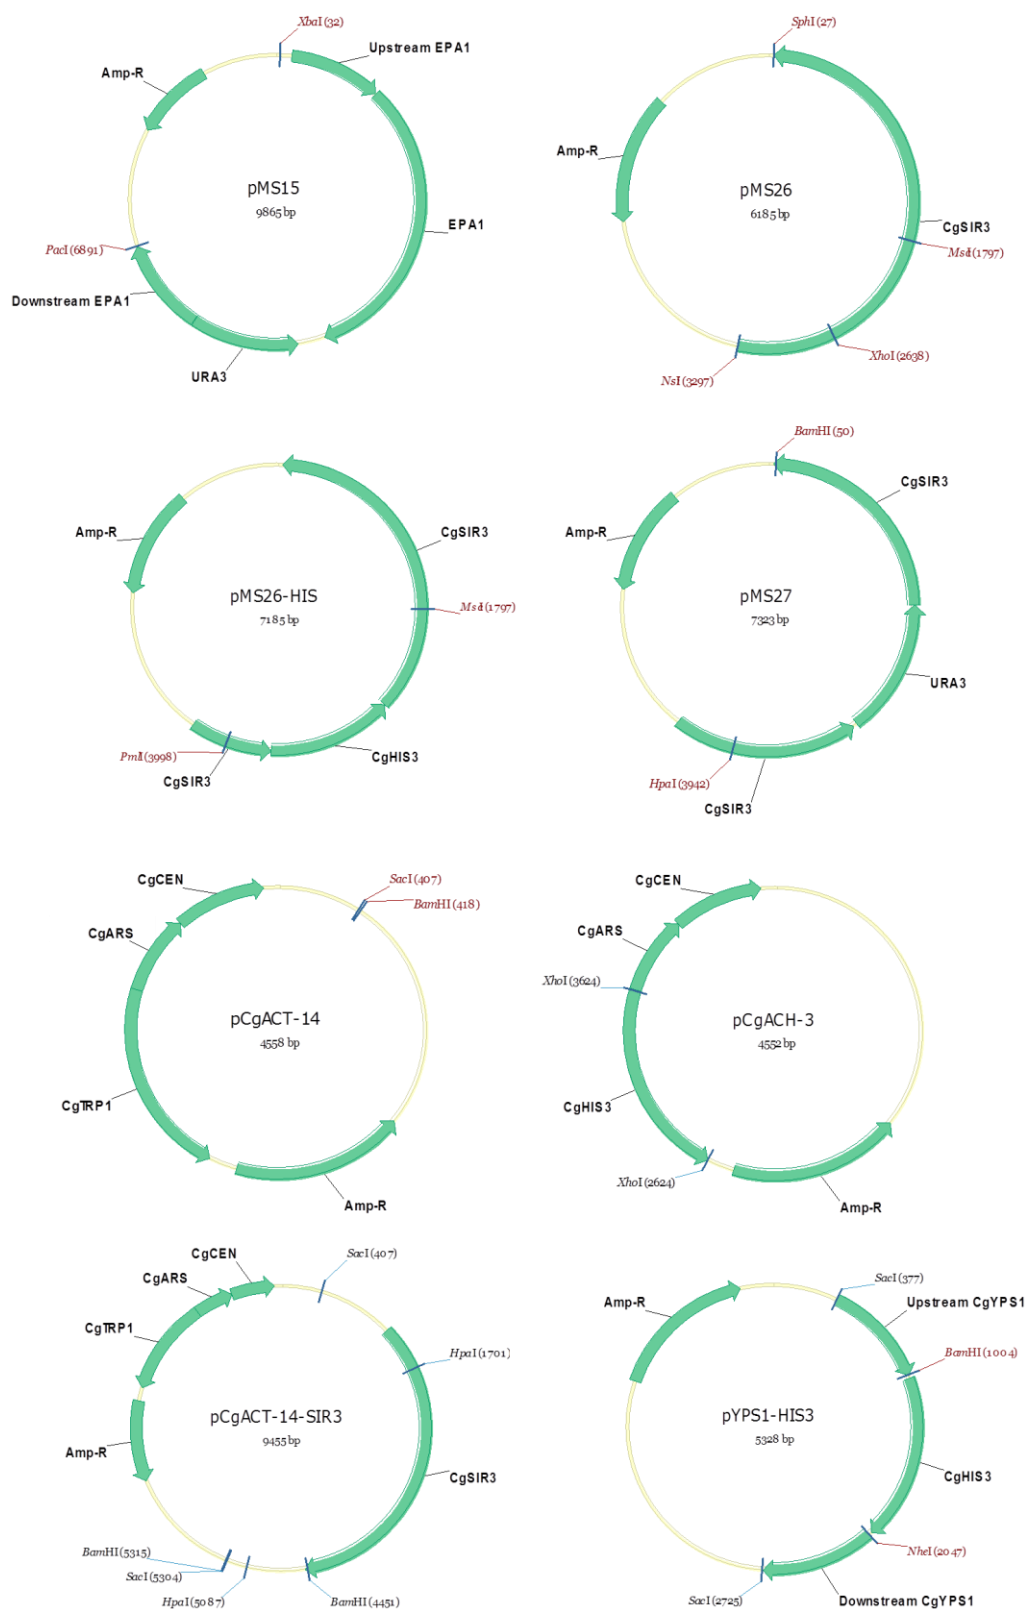 XbaI (32)
Upstream EPA1
Amp-R
pMS15
9865 bp
EPA1
PacI (6891)
Downstream EPA1
URA3
SphI (27)
Amp-R
pMS26
6185 bp
CgSIR3
MscI (1797)
XhoI (2638)
NsI (3297)
CgSIR3
Amp-R
pMS26-HIS
7185 bp
MscI (1797)
PmlI (3998)
CgSIR3
CgHIS3
BamHI (50)
CgSIR3
Amp-R
pMS27
7323 bp
URA3
HpaI (3942)
CgSIR3
CgCEN
SacI (407)
BamHI (418)
CgARS
pCgACT-14
4558 bp
CgTRP1
Amp-R
CgCEN
CgARS
XhoI (3624)
pCgACH-3
4552 bp
CgHIS3
XhoI (2624)
Amp-R
CgCEN
SacI (407)
CgARS
CgTRP1
HpaI (1701)
pCgACT-14-SIR3
9455 bp
Amp-R
CgSIR3
BamHI (5315)
SacI (5304)
HpaI (5087)
BamHI (4451)
SacI (377)
Amp-R
Upstream CgYPS1
BamHI (1004)
pYPS1-HIS3
5328 bp
CgHIS3
NheI (2047)
SacI (2725)
Downstream CgYPS1